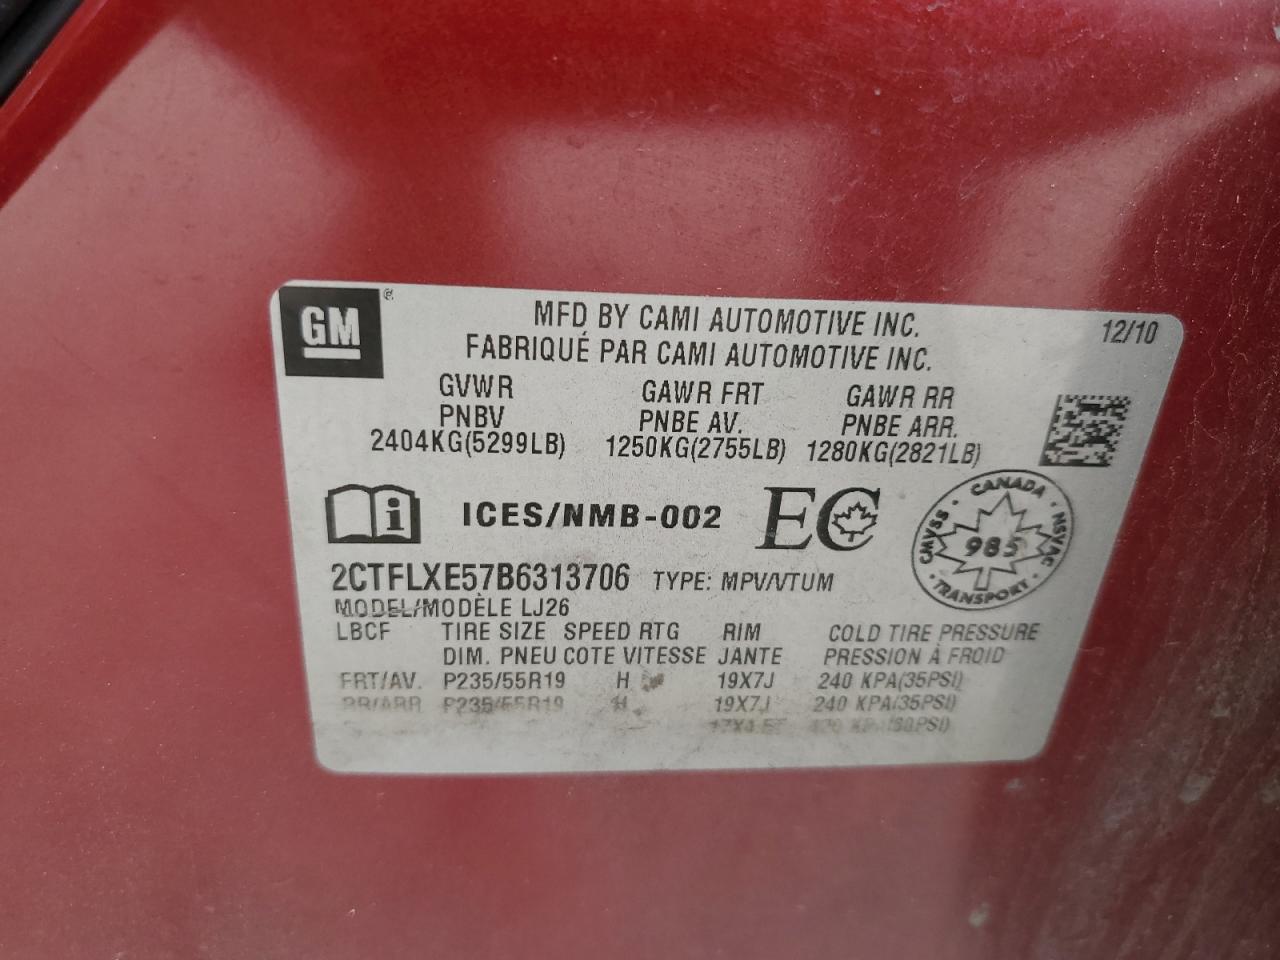 GM
MFD BY CAMI AUTOMOTIVE INC.
12/10
FABRIQUÉ PAR CAMI AUTOMOTIVE INC.
GVWR GAWR FRT GAWR RR
PNBV PNBE AV. PNBE ARR.
2404KG(5299LB) 1250KG(2755LB) 1280KG(2821LB)
ICES/NMB-002 EC
CANADA
CMVSS 985 NSVAC
TRANSPORT
2CTFLXE57B6313706 TYPE: MPV/VTUM
MODEL/MODÈLE LJ26
LBCF TIRE SIZE SPEED RTG RIM COLD TIRE PRESSURE
DIM. PNEU COTE VITESSE JANTE PRESSION À FROID
FRT/AV. P235/55R19 H 19X7J 240 KPA(35PSI)
RR/ARR P235/55R19 H 19X7J 240 KPA(35PSI)